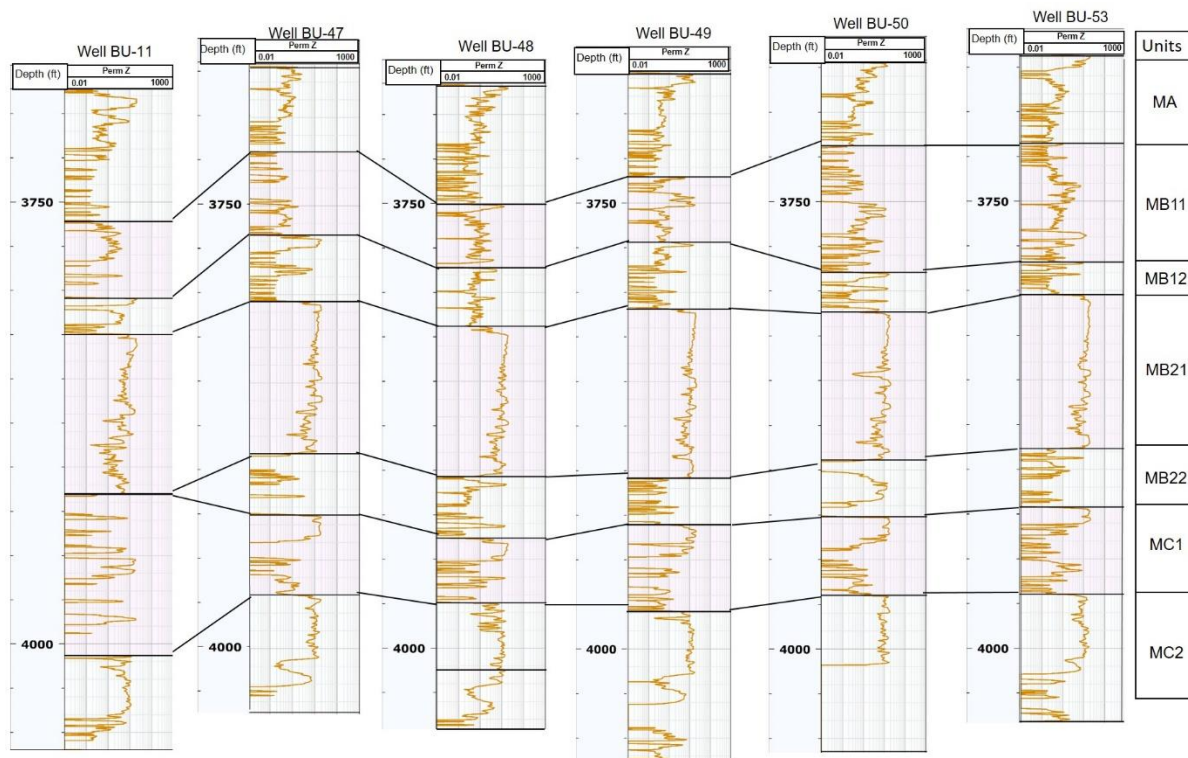 Well BU-11
Depth (ft)
Perm Z
0.01 1000
3750
4000
Well BU-47
Depth (ft)
Perm Z
0.01 1000
3750
4000
Well BU-48
Depth (ft)
Perm Z
0.01 1000
3750
4000
Well BU-49
Depth (ft)
Perm Z
0.01 1000
3750
4000
Well BU-50
Depth (ft)
Perm Z
0.01 1000
3750
4000
Well BU-53
Depth (ft)
Perm Z
0.01 1000
3750
4000
Units
MA
MB11
MB12
MB21
MB22
MC1
MC2